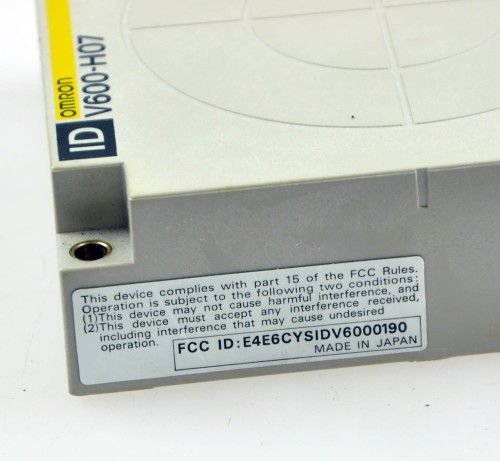 ID
OMRON
V600-H07
This device complies with part 15 of the FCC Rules.
Operation is subject to the following two conditions:
(1)This device may not cause harmful interference, and
(2)This device must accept any interference received,
including interference that may cause undesired
operation.
FCC ID:E4E6CYSIDV6000190
MADE IN JAPAN